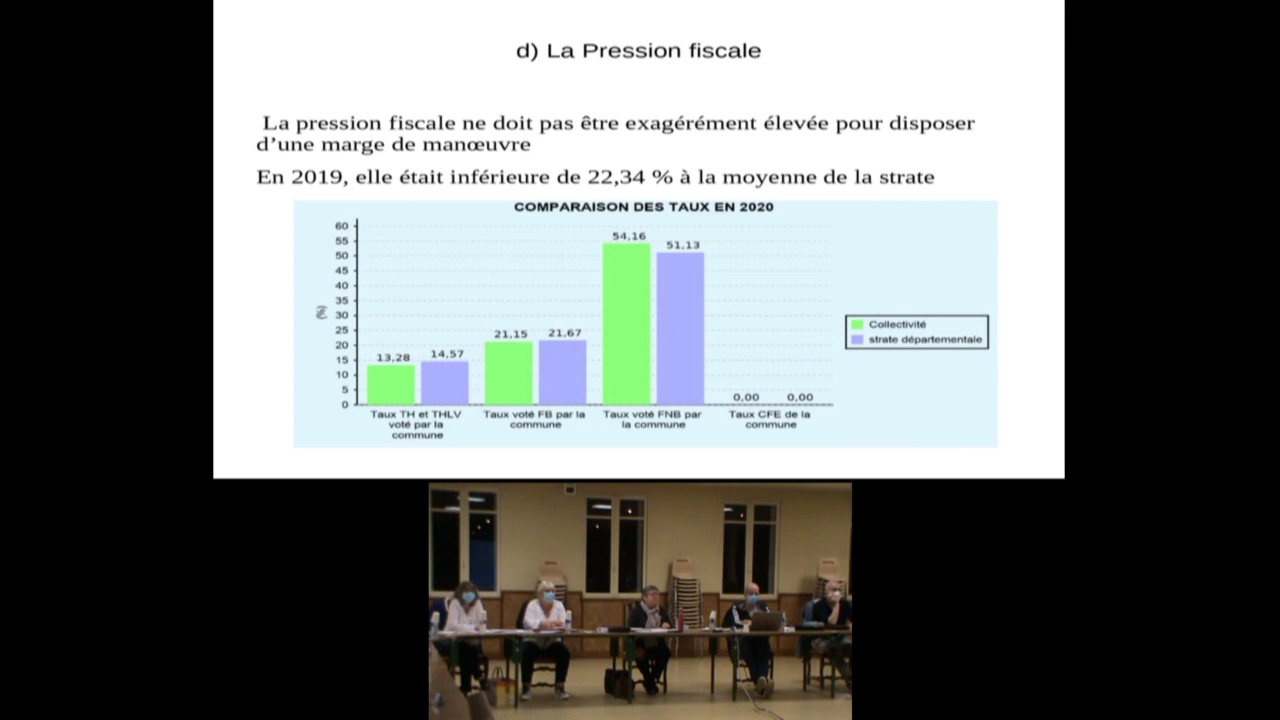 d) La Pression fiscale
La pression fiscale ne doit pas être exagérément élevée pour disposer
d’une marge de manœuvre
En 2019, elle était inférieure de 22,34 % à la moyenne de la strate
COMPARAISON DES TAUX EN 2020
60
55
50
45
40
35
30
25
20
15
10
5
0
(%)
13,28
14,57
21,15
21,67
54,16
51,13
0,00
0,00
Taux TH et THLV
voté par la
commune
Taux voté FB par la
commune
Taux voté FNB par
la commune
Taux CFE de la
commune
Collectivité
strate départementale